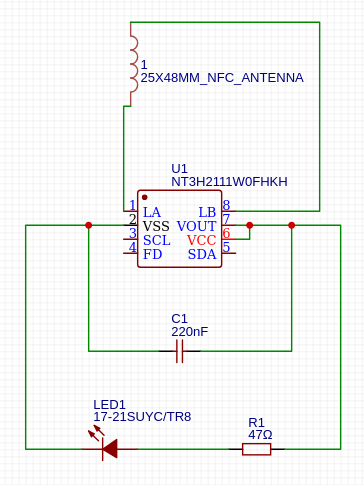 1
25X48MM_NFC_ANTENNA
U1
NT3H2111W0FHKH
1 LA LB 8
2 VSS VOUT 7
3 SCL VCC 6
4 FD SDA 5
C1
220nF
LED1
17-21SUYC/TR8
R1
47Ω